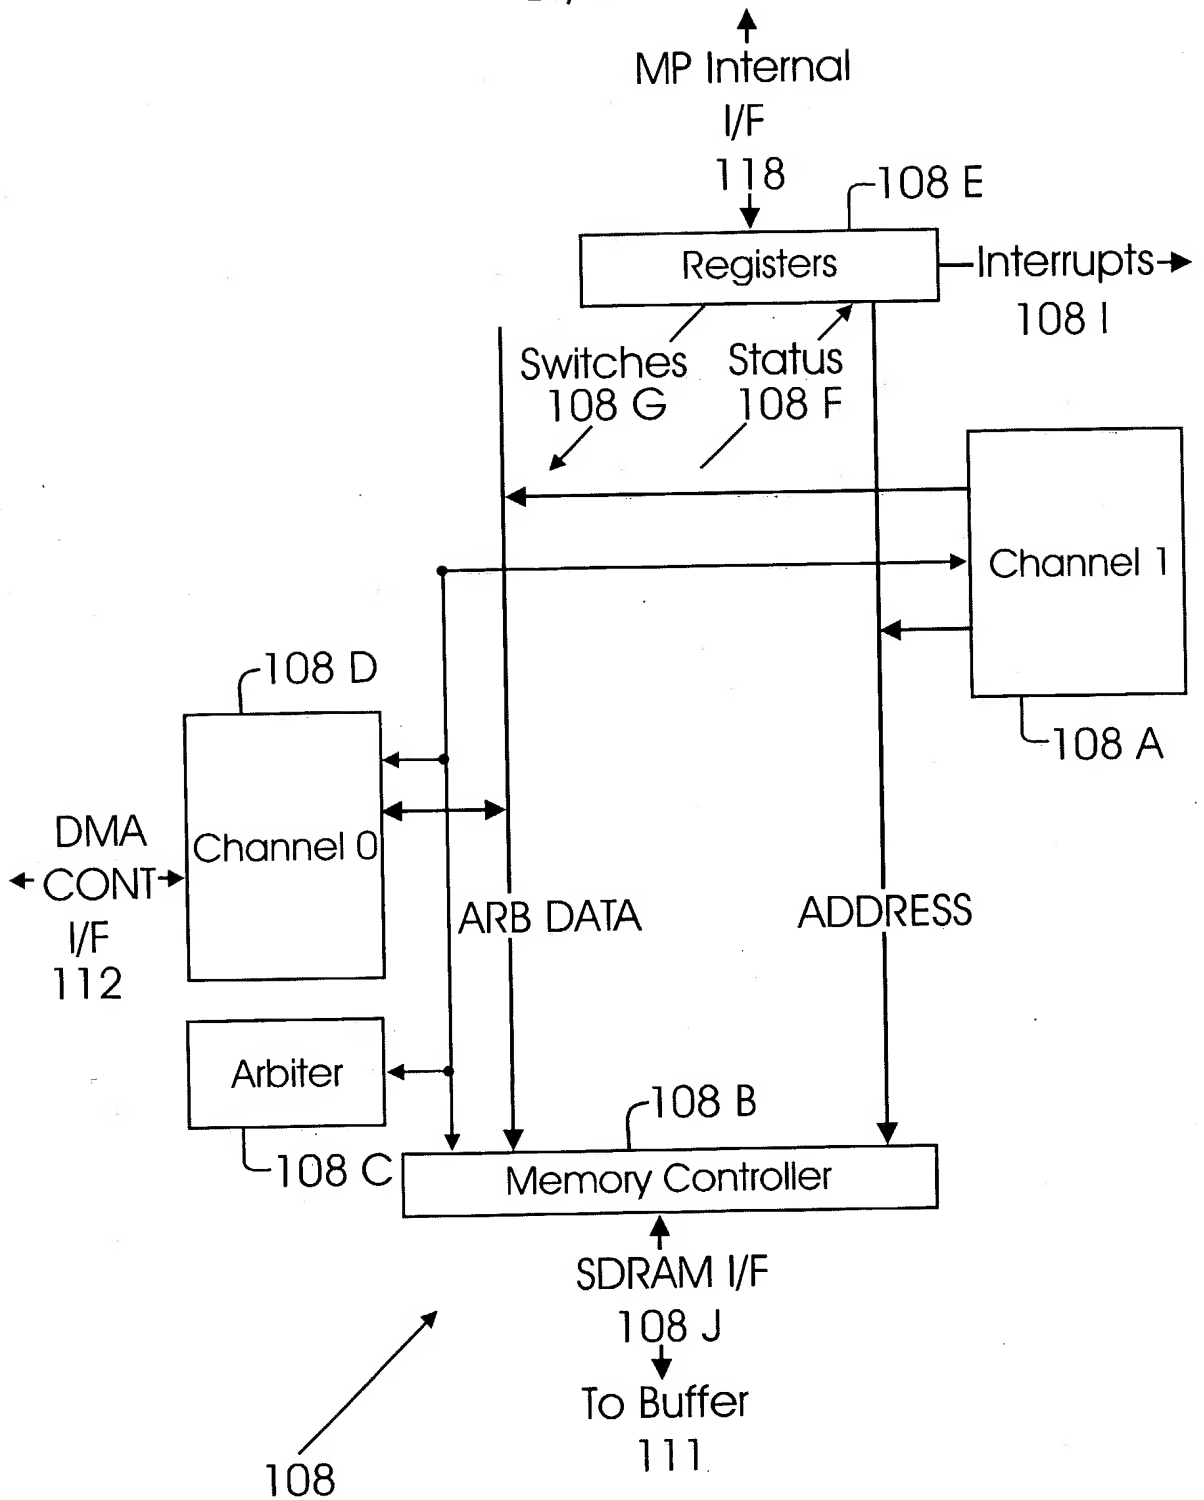 MP Internal
I/F
118
108 E
Registers
Interrupts
108 I
Switches
108 G
Status
108 F
Channel 1
108 A
108 D
Channel 0
DMA
CONT
I/F
112
ARB DATA
ADDRESS
Arbiter
108 C
108 B
Memory Controller
SDRAM I/F
108 J
To Buffer
111
108